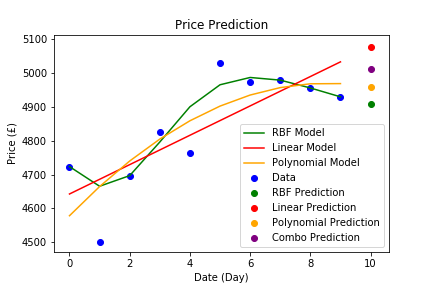 Price Prediction
5100
5000
4900
4800
4700
4600
4500
Price (£)
0
2
4
6
8
10
Date (Day)
RBF Model
Linear Model
Polynomial Model
Data
RBF Prediction
Linear Prediction
Polynomial Prediction
Combo Prediction